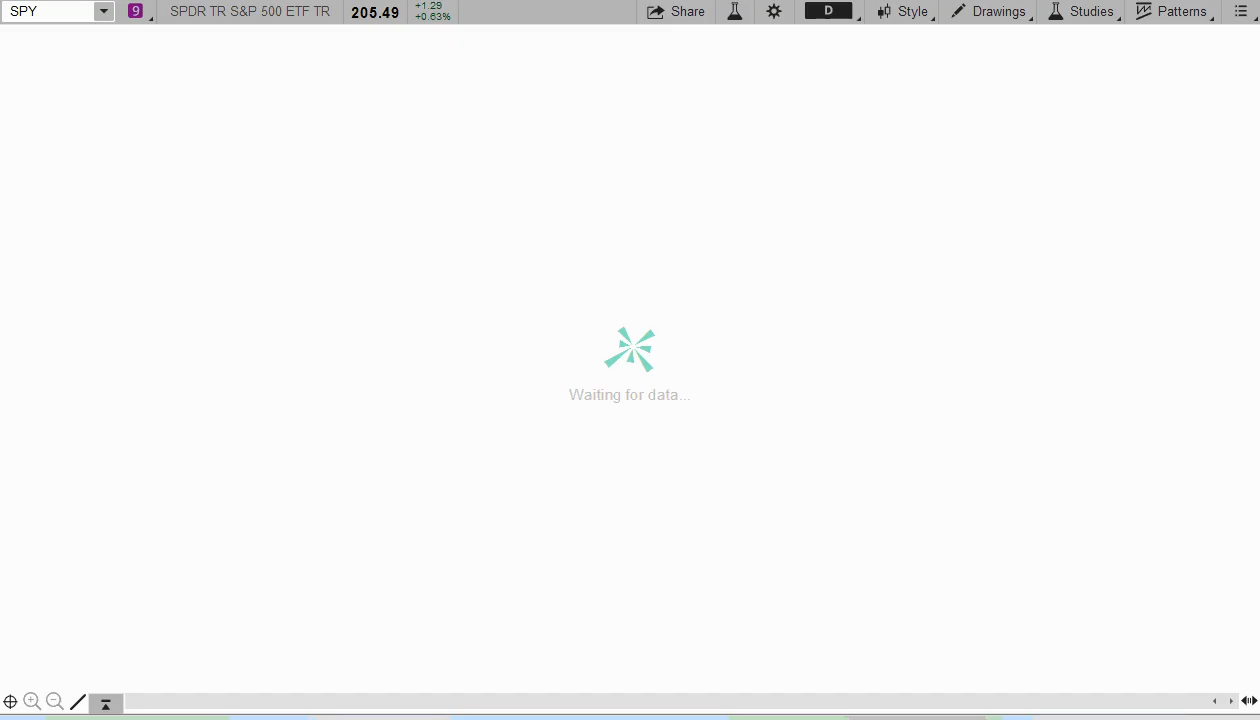 SPY
9
SPDR TR S&P 500 ETF TR
205.49
+1.29
+0.63%
Share
D
Style
Drawings
Studies
Patterns
Waiting for data...